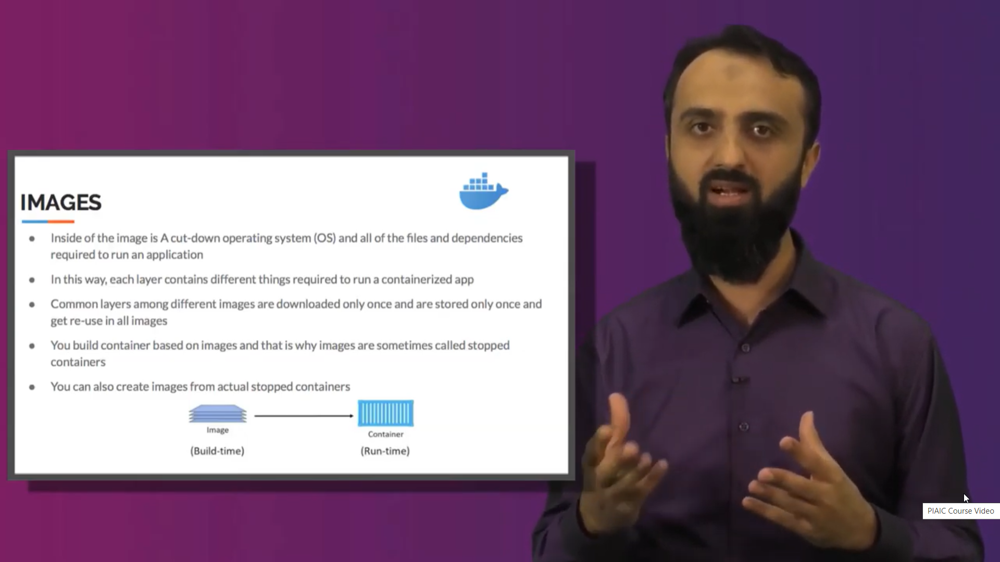 IMAGES
Inside of the image is A cut-down operating system (OS) and all of the files and dependencies
required to run an application
In this way, each layer contains different things required to run a containerized app
Common layers among different images are downloaded only once and are stored only once and
get re-use in all images
You build container based on images and that is why images are sometimes called stopped
containers
You can also create images from actual stopped containers
Image
Container
(Build-time)
(Run-time)
PIAIC Course Video